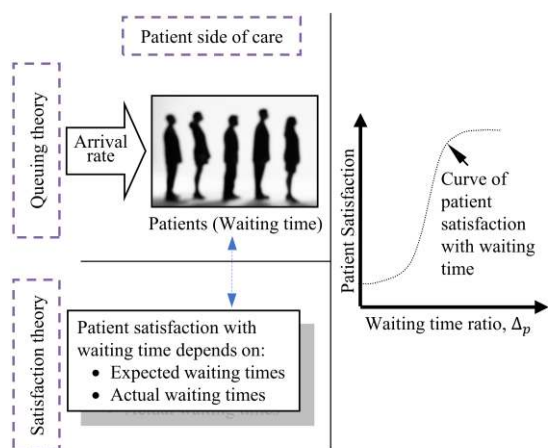 Patient side of care
Queuing theory
Arrival
rate
Patients (Waiting time)
Satisfaction theory
Patient satisfaction with
waiting time depends on:
• Expected waiting times
• Actual waiting times
Patient Satisfaction
Curve of
patient
satisfaction
with waiting
time
Waiting time ratio, Δₚ